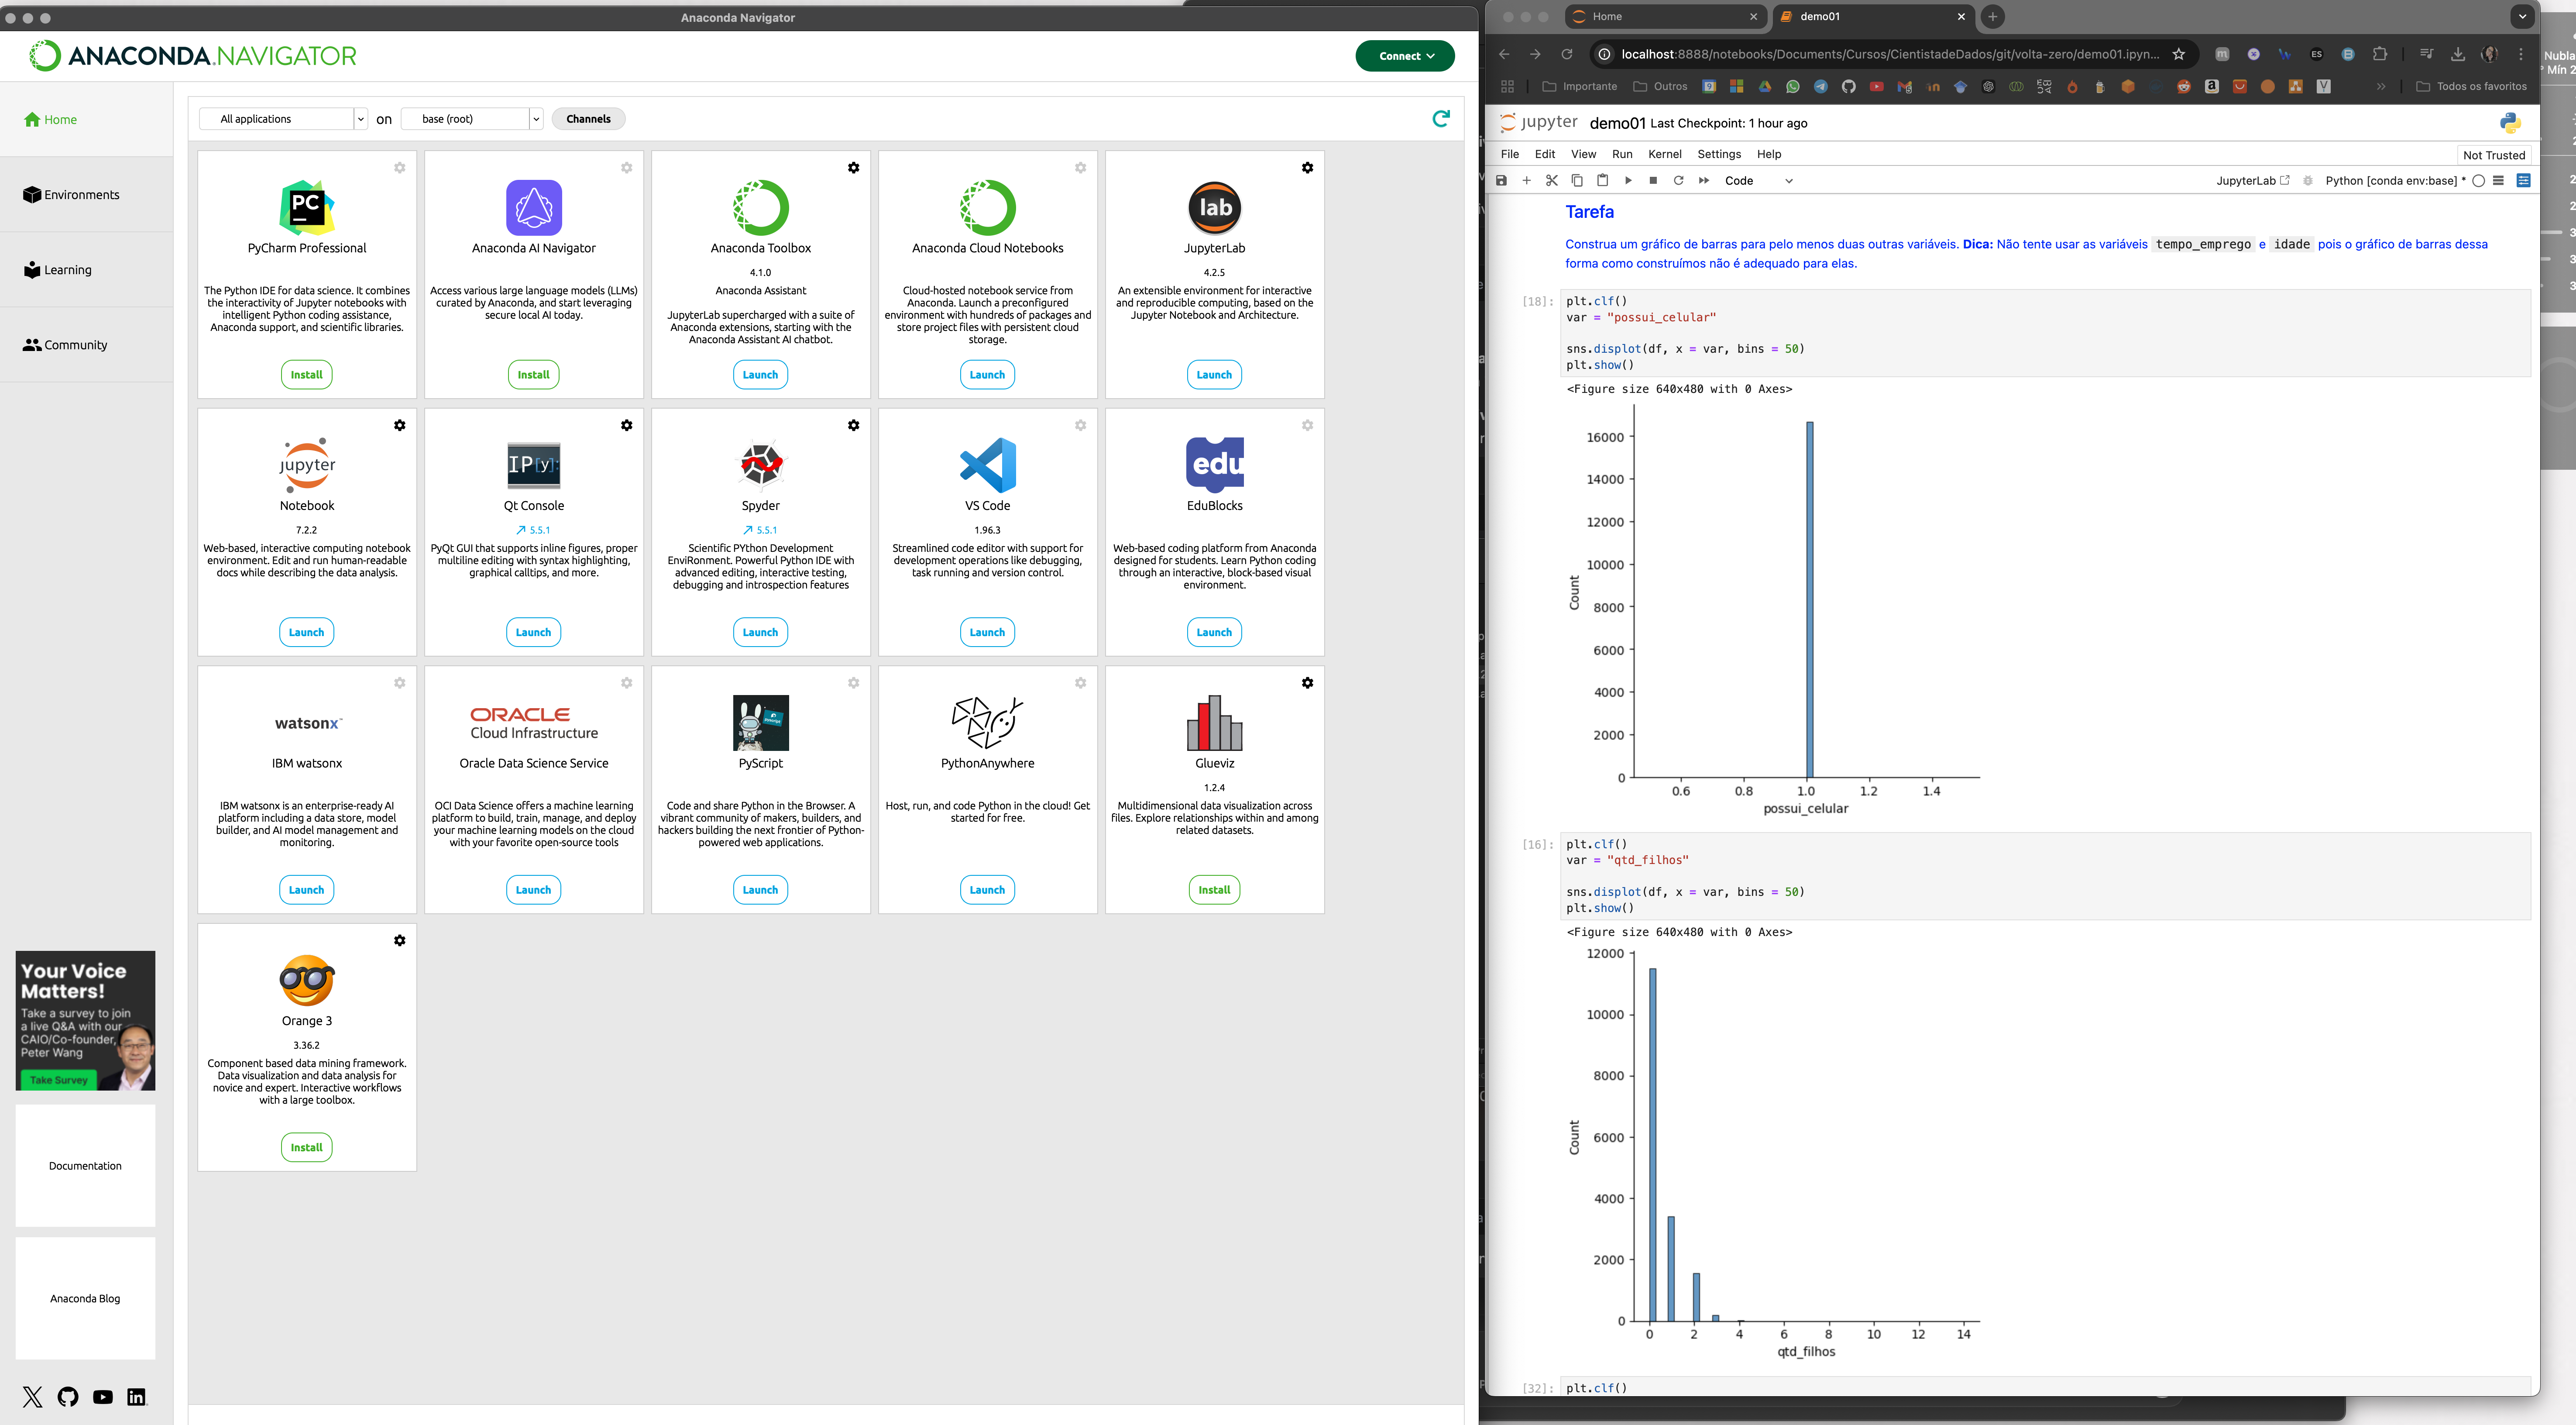 Anaconda Navigator
ANACONDA.NAVIGATOR
Connect
Home
Environments
Learning
Community
All applications
on
base (root)
Channels
PC
PyCharm Professional
The Python IDE for data science. It combines
the interactivity of Jupyter notebooks with
intelligent Python coding assistance,
Anaconda support, and scientific libraries.
Install
Anaconda AI Navigator
Access various large language models (LLMs)
curated by Anaconda, and start leveraging
secure local AI today.
Install
Anaconda Toolbox
4.1.0
Anaconda Assistant
JupyterLab supercharged with a suite of
Anaconda extensions, starting with the
Anaconda Assistant AI chatbot.
Launch
Anaconda Cloud Notebooks
Cloud-hosted notebook service from
Anaconda. Launch a preconfigured
environment with hundreds of packages and
store project files with persistent cloud
storage.
Launch
lab
JupyterLab
4.2.5
An extensible environment for interactive
and reproducible computing, based on the
Jupyter Notebook and Architecture.
Launch
jupyter
Notebook
7.2.2
Web-based, interactive computing notebook
environment. Edit and run human-readable
docs while describing the data analysis.
Launch
IP[y]:
Qt Console
5.5.1
PyQt GUI that supports inline figures, proper
multiline editing with syntax highlighting,
graphical calltips, and more.
Launch
Spyder
5.5.1
Scientific PYthon Development
EnviRonment. Powerful Python IDE with
advanced editing, interactive testing,
debugging and introspection features
Launch
VS Code
1.96.3
Streamlined code editor with support for
development operations like debugging,
task running and version control.
Launch
edu
EduBlocks
Web-based coding platform from Anaconda
designed for students. Learn Python coding
through an interactive, block-based visual
environment.
Launch
watsonx
IBM watsonx
IBM watsonx is an enterprise-ready AI
platform including a data store, model
builder, and AI model management and
monitoring.
Launch
ORACLE
Cloud Infrastructure
Oracle Data Science Service
OCI Data Science offers a machine learning
platform to build, train, manage, and deploy
your machine learning models on the cloud
with your favorite open-source tools
Launch
PyScript
Code and share Python in the Browser. A
vibrant community of makers, builders, and
hackers building the next frontier of Python-
powered web applications.
Launch
PythonAnywhere
Host, run, and code Python in the cloud! Get
started for free.
Launch
Glueviz
1.2.4
Multidimensional data visualization across
files. Explore relationships within and among
related datasets.
Install
Orange 3
3.36.2
Component based data mining framework.
Data visualization and data analysis for
novice and expert. Interactive workflows
with a large toolbox.
Install
Your Voice
Matters!
Take a survey to join
a live Q&A with our
CAIO/Co-founder,
Peter Wang
Take Survey
Documentation
Anaconda Blog
Home
demo01
localhost:8888/notebooks/Documents/Cursos/CientistadeDados/git/volta-zero/demo01.ipyn...
Importante
Outros
Todos os favoritos
jupyter
demo01 Last Checkpoint: 1 hour ago
File Edit View Run Kernel Settings Help
Not Trusted
Code
JupyterLab
Python [conda env:base] *
Tarefa
Construa um gráfico de barras para pelo menos duas outras variáveis. Dica: Não tente usar as variáveis tempo_emprego e idade pois o gráfico de barras dessa
forma como construímos não é adequado para elas.
[18]:
plt.clf()
var = "possui_celular"
sns.displot(df, x = var, bins = 50)
plt.show()
<Figure size 640x480 with 0 Axes>
16000
14000
12000
10000
8000
6000
4000
2000
0
Count
0.6 0.8 1.0 1.2 1.4
possui_celular
[16]:
plt.clf()
var = "qtd_filhos"
sns.displot(df, x = var, bins = 50)
plt.show()
<Figure size 640x480 with 0 Axes>
12000
10000
8000
6000
4000
2000
0
Count
0 2 4 6 8 10 12 14
qtd_filhos
[32]:
plt.clf()